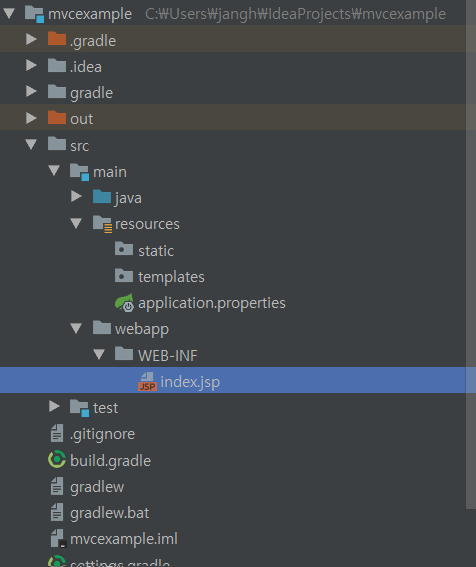 mvcexample C:₩Users₩jangh₩IdeaProjects₩mvcexample
.gradle
.idea
gradle
out
src
main
java
resources
static
templates
application.properties
webapp
WEB-INF
JSP index.jsp
test
.gitignore
build.gradle
gradlew
gradlew.bat
mvcexample.iml
settings.gradle